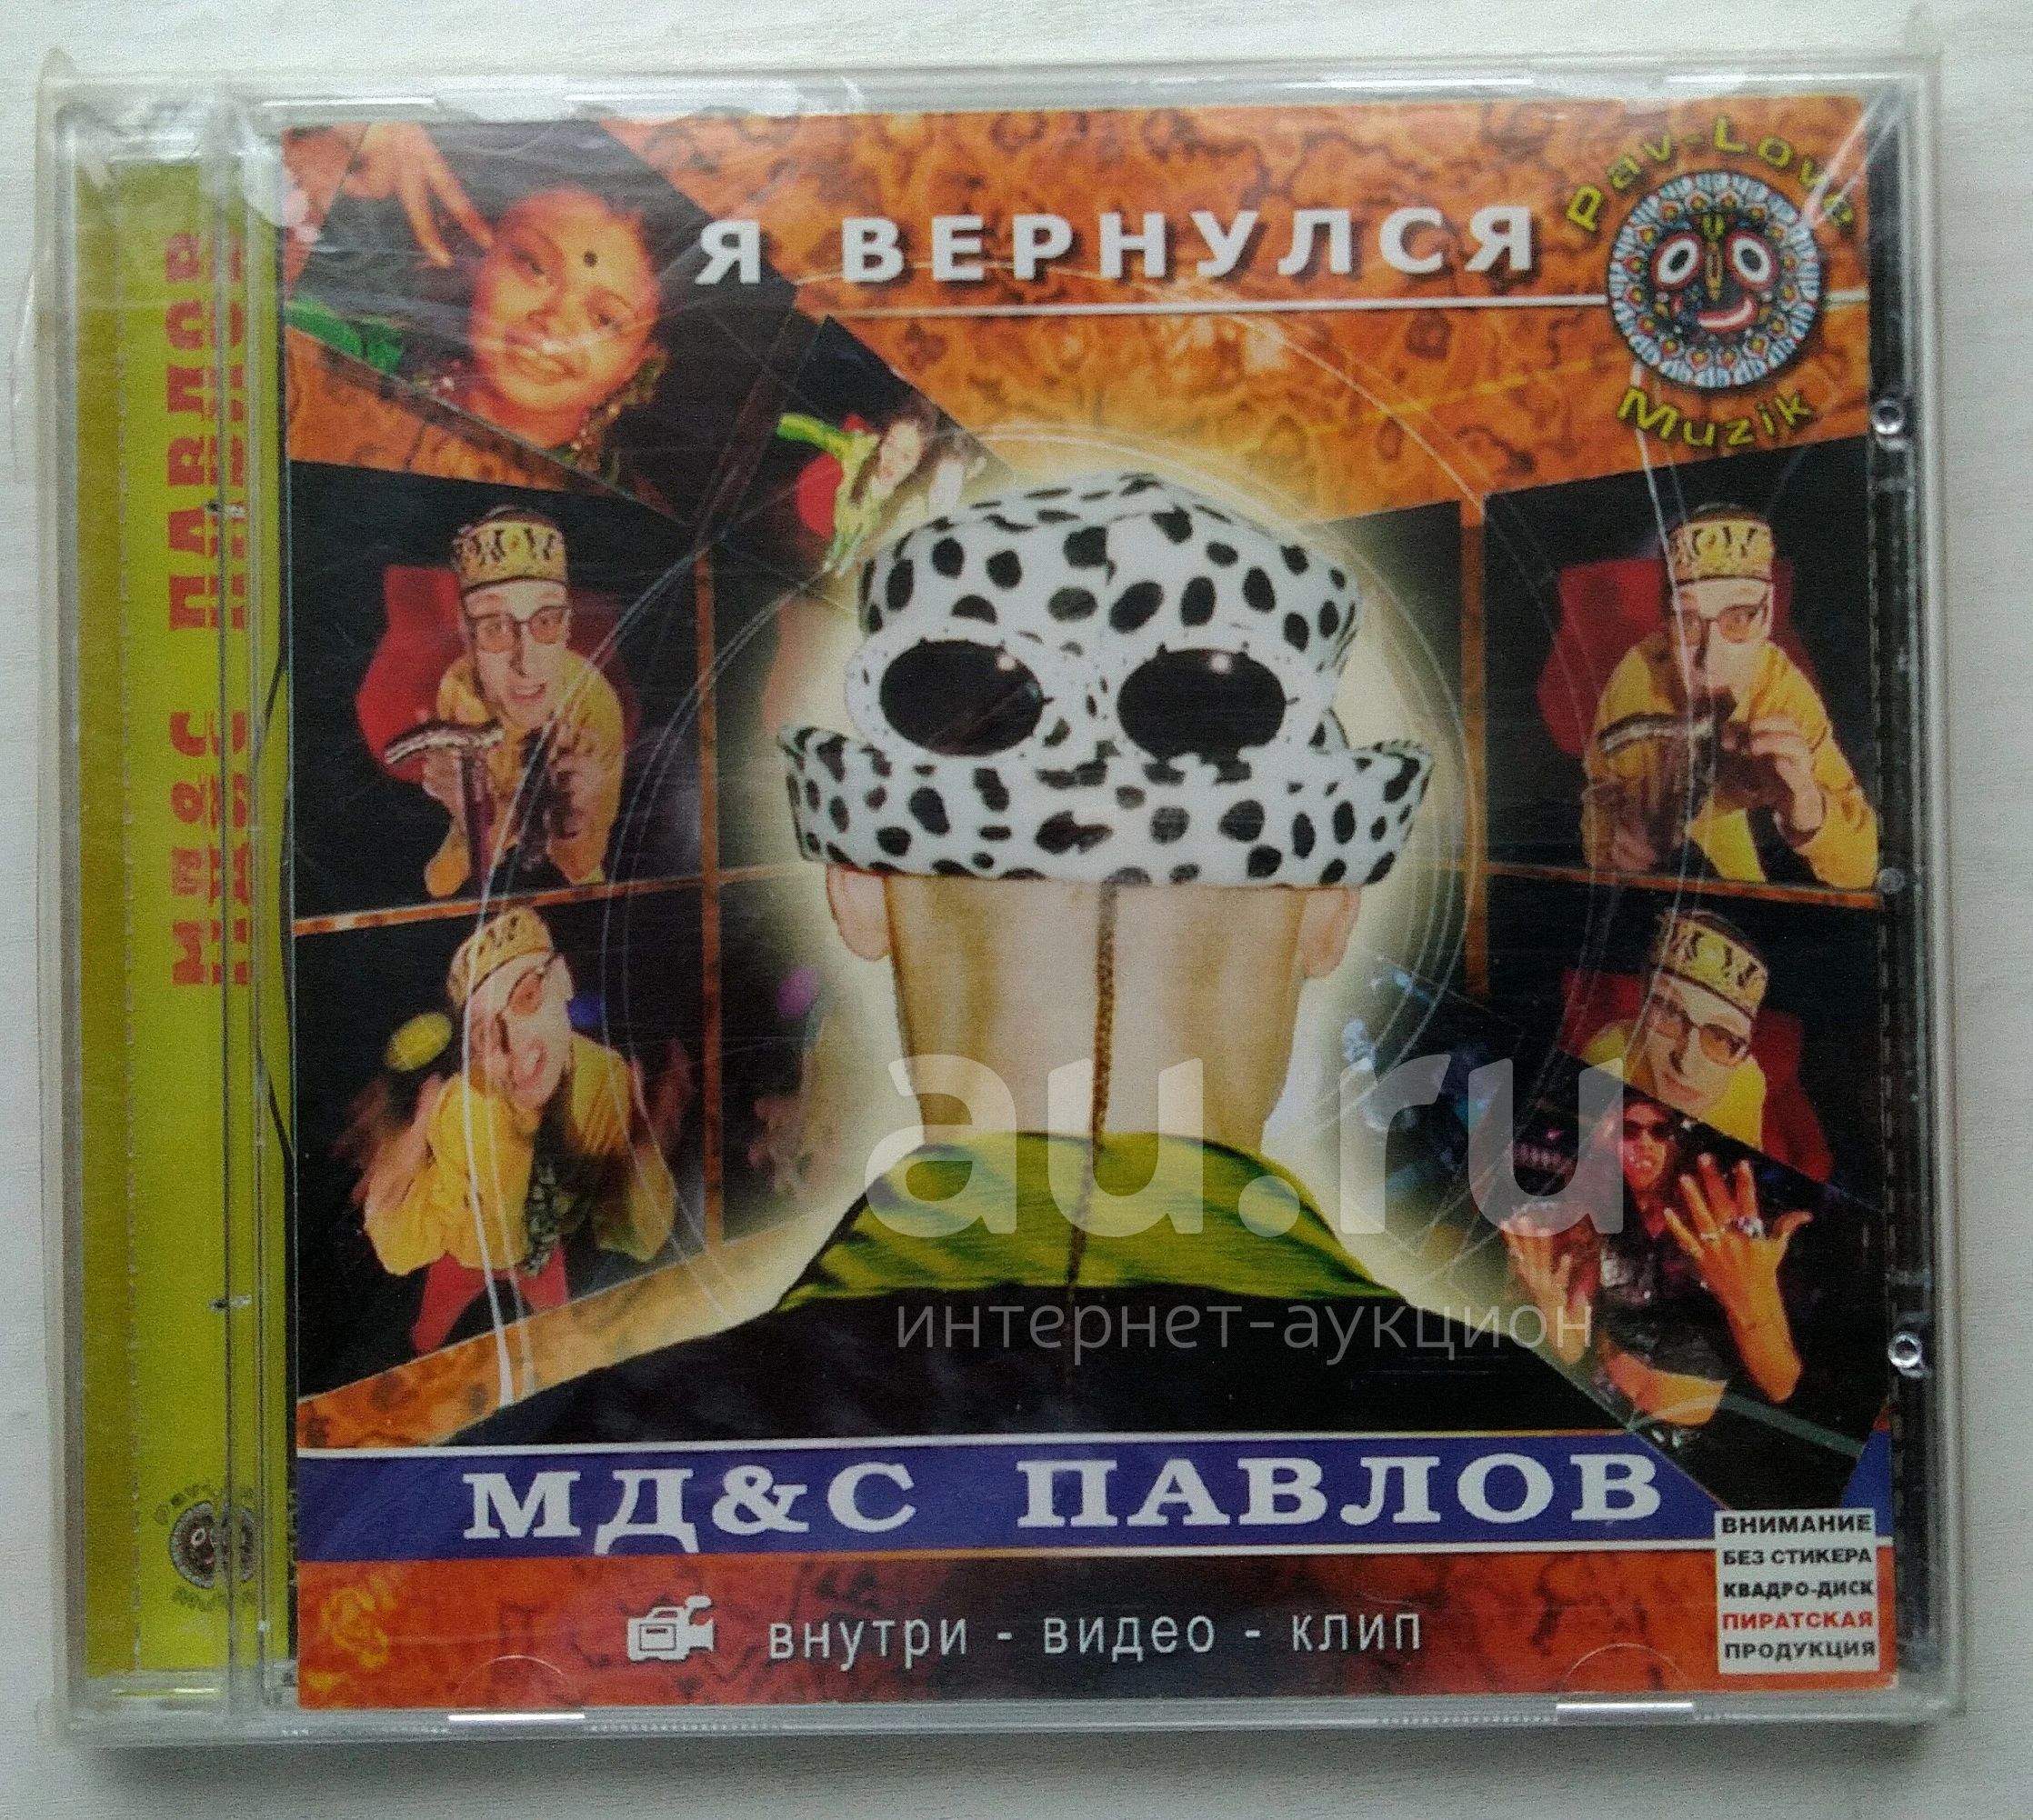 Я ВЕРНУЛСЯ
Pav-Love
Muzik
МД&С ПАВЛОВ
au.ru
интернет-аукцион
МД&С ПАВЛОВ
внутри - видео - клип
ВНИМАНИЕ
БЕЗ СТИКЕРА
КВАДРО-ДИСК
ПИРАТСКАЯ
ПРОДУКЦИЯ